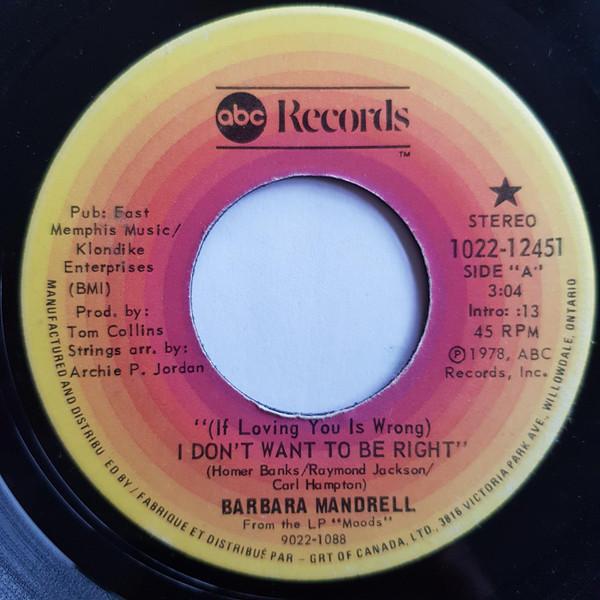 abc Records
™
Pub: East
Memphis Music/
Klondike
Enterprises
(BMI)
Prod. by:
Tom Collins
Strings arr. by:
Archie P. Jordan
STEREO
1022-12451
SIDE "A"
3:04
Intro: :13
45 RPM
Ⓟ1978, ABC
Records, Inc.
"(If Loving You Is Wrong)
I DON'T WANT TO BE RIGHT"
(Homer Banks/Raymond Jackson/
Carl Hampton)
BARBARA MANDRELL
From the LP "Moods"
9022-1088
MANUFACTURED AND DISTRIBU ED BY / FABRIQUE ET DISTRIBUÉ PAR - GRT OF CANADA, LTD., 3816 VICTORIA PARK AVE., WILLOWDALE, ONTARIO